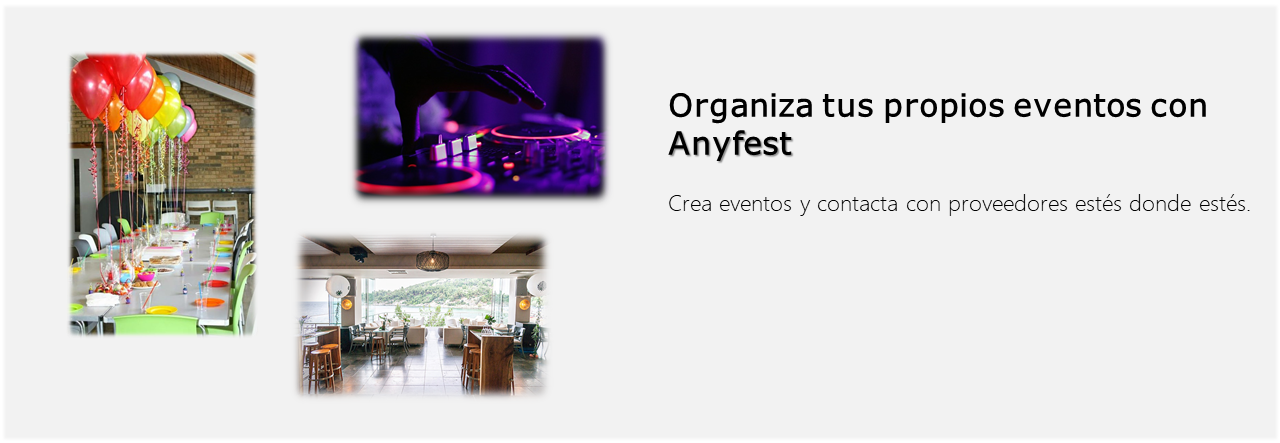 Organiza tus propios eventos con
Anyfest
Crea eventos y contacta con proveedores estés donde estés.